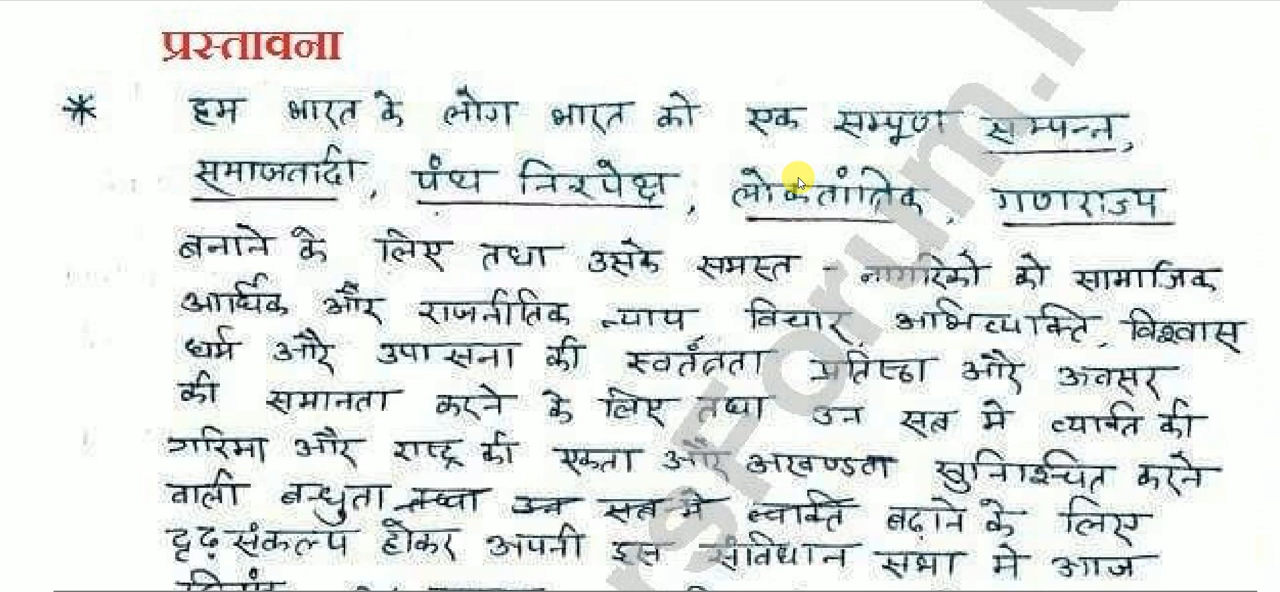 प्रस्तावना
* हम भारत के लोग भारत को एक सम्पूर्ण सम्पन्न,
समाजवादी, पंथ निरपेक्ष, लोकतांत्रिक, गणराज्य
बनाने के लिए तथा उसके समस्त - नागरिको को सामाजिक
आर्थिक और राजनीतिक न्याय विचार, अभिव्यक्ति, विश्वास
धर्म और उपासना की स्वतंत्रता प्रतिष्ठा और अवसर
की समानता करने के लिए तथा उन सब मे व्यक्ति की
गरिमा और राष्ट्र की एकता और अखण्डता सुनिश्चित करने
वाली बन्धुता तथा उन सब मे व्यक्ति बढ़ाने के लिए
दृढ़ संकल्प होकर अपनी इस संविधान सभा मे आज
rsForum.